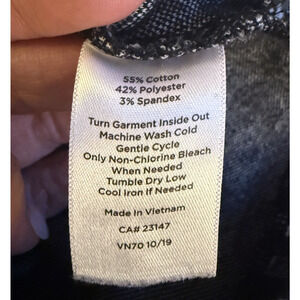 55% Cotton
42% Polyester
3% Spandex
Turn Garment Inside Out
Machine Wash Cold
Gentle Cycle
Only Non-Chlorine Bleach
When Needed
Tumble Dry Low
Cool Iron If Needed
Made In Vietnam
CA# 23147
VN70 10/19